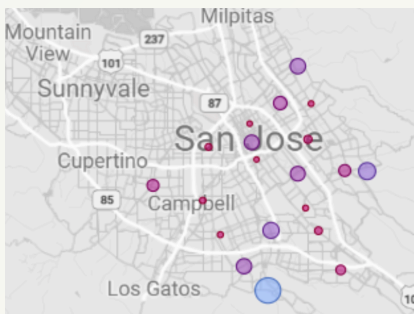 Milpitas
Mountain
View
237
101
Sunnyvale
87
San Jose
Cupertino
85
Campbell
Los Gatos